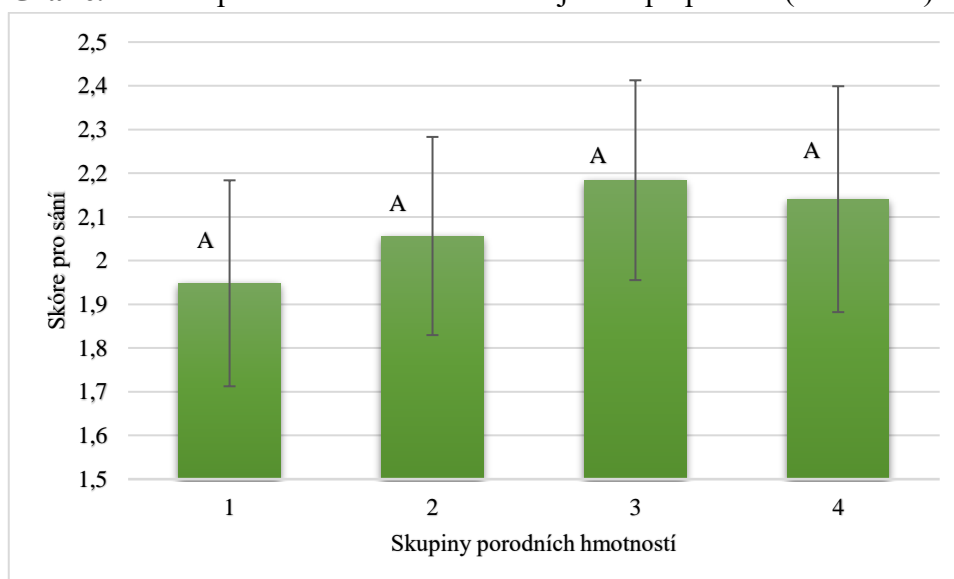 2,5
2,4
2,3
2,2
2,1
2
1,9
1,8
1,7
1,6
1,5
Skóre pro sání
A
A
A
A
1 2 3 4
Skupiny porodních hmotností